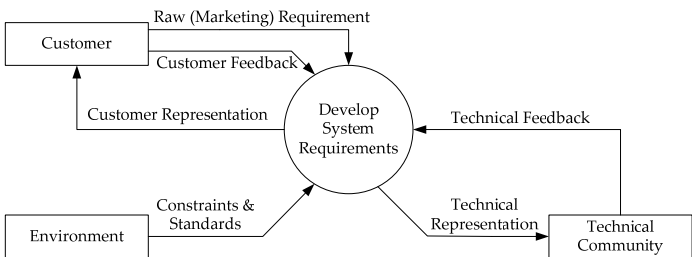 Raw (Marketing) Requirement
Customer
Customer Feedback
Customer Representation
Develop
System
Requirements
Technical Feedback
Constraints &
Standards
Technical
Representation
Environment
Technical
Community